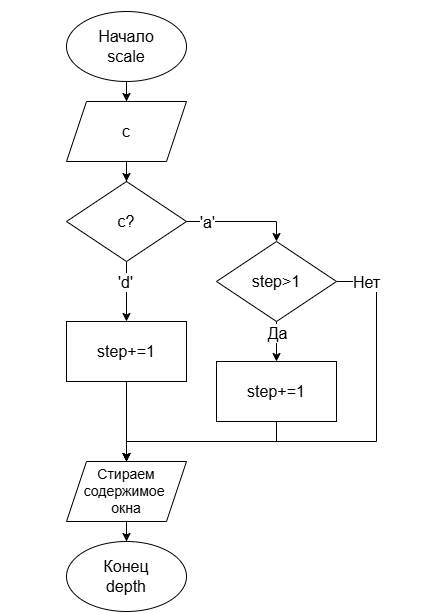 Начало
scale
c
c?
'a'
'd'
step>1
Нет
Да
step+=1
step+=1
Стираем
содержимое
окна
Конец
depth